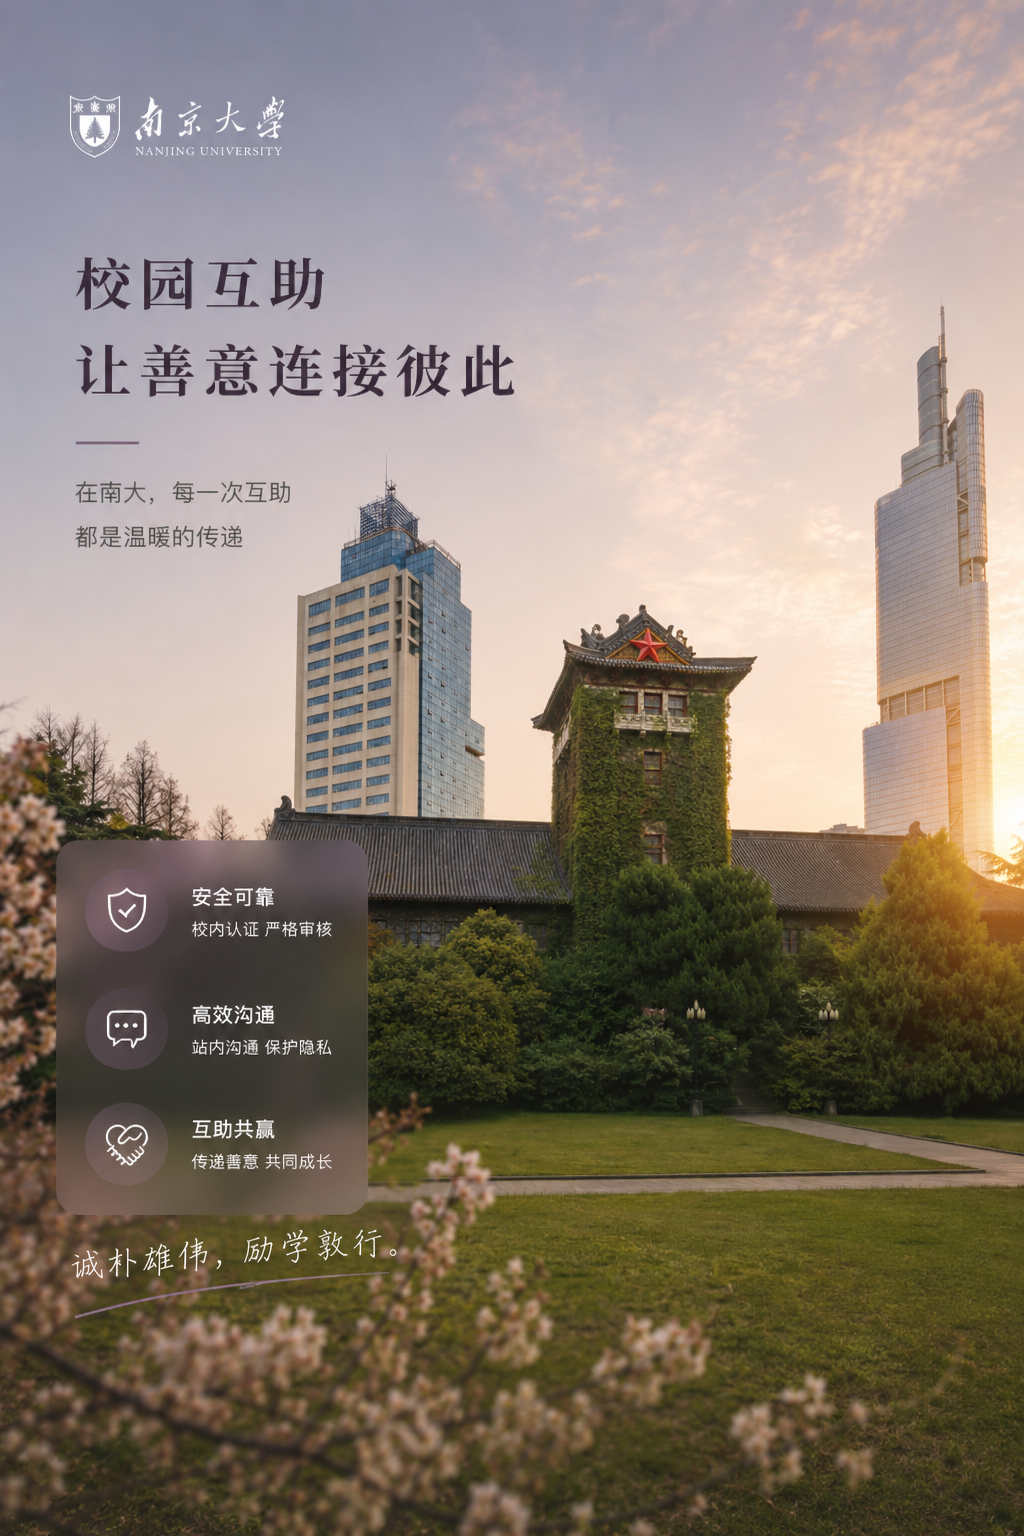 南京大學
NANJING UNIVERSITY
校园互助
让善意连接彼此
在南大，每一次互助
都是温暖的传递
安全可靠
校内认证 严格审核
高效沟通
站内沟通 保护隐私
互助共赢
传递善意 共同成长
诚朴雄伟，励学敦行。